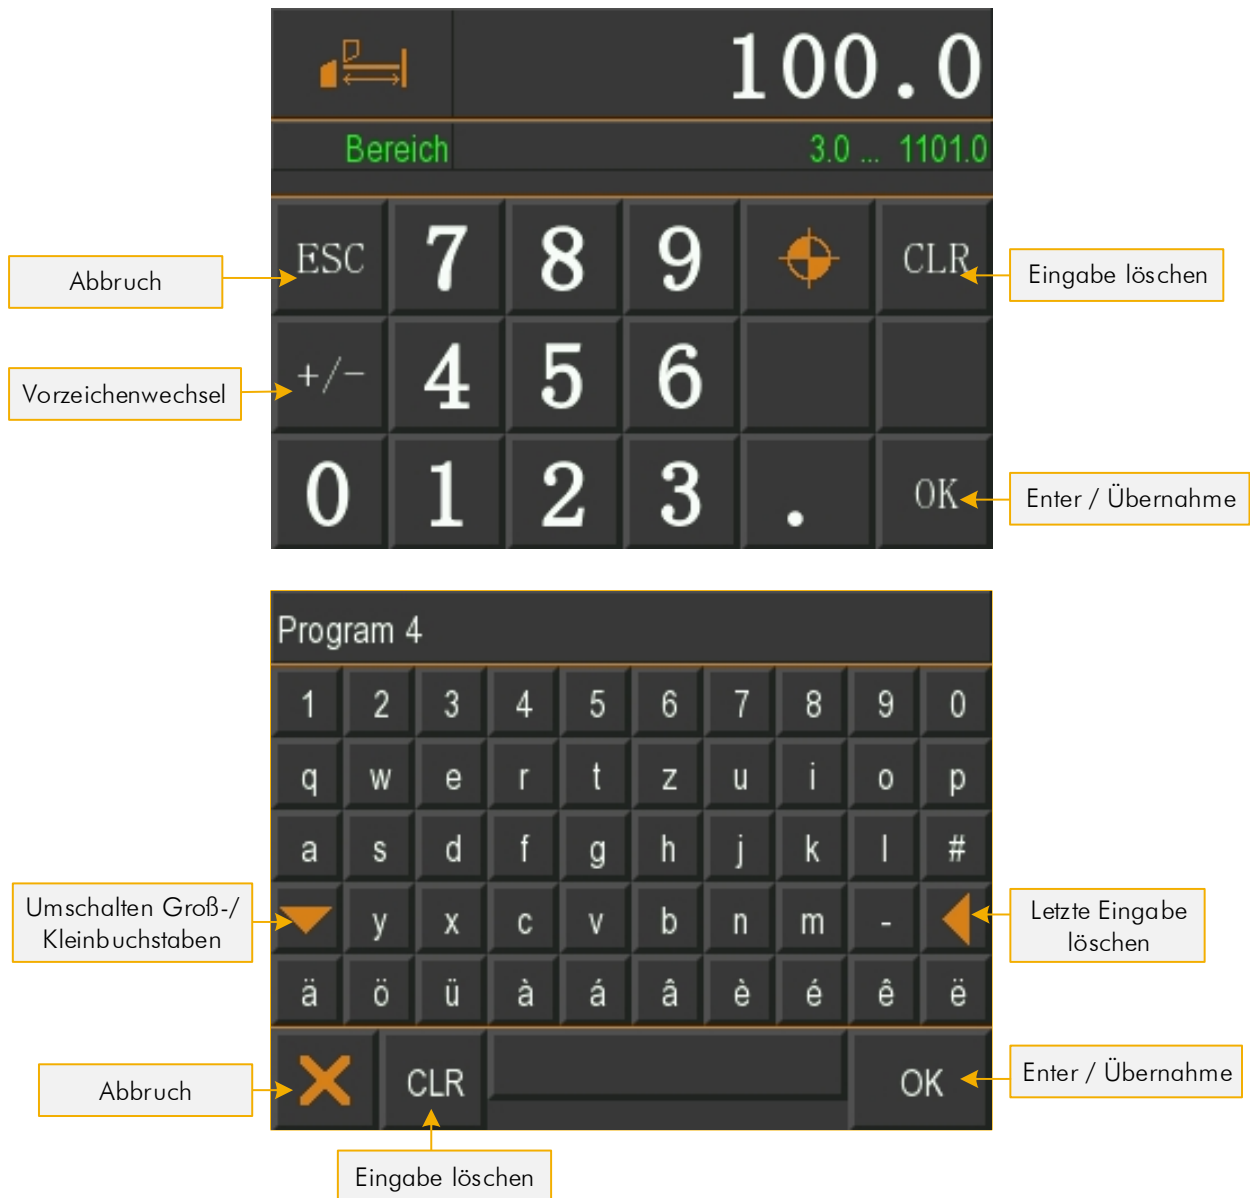 100.0
Bereich 3.0 ... 1101.0
ESC 7 8 9 CLR
Abbruch
Eingabe löschen
+/- 4 5 6
Vorzeichenwechsel
0 1 2 3 . OK
Enter / Übernahme
Program 4
1 2 3 4 5 6 7 8 9 0
q w e r t z u i o p
a s d f g h j k l #
Umschalten Groß-/
Kleinbuchstaben
y x c v b n m -
Letzte Eingabe
löschen
ä ö ü à á â è é ê ë
Abbruch
CLR OK
Enter / Übernahme
Eingabe löschen